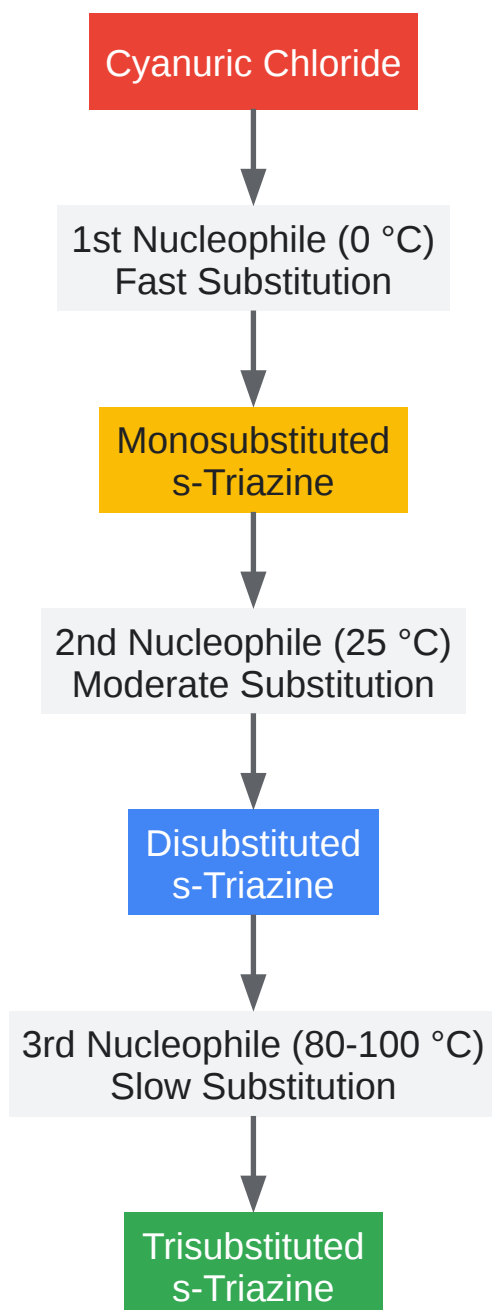 Cyanuric Chloride
1st Nucleophile (0 °C)
Fast Substitution
Monosubstituted
s-Triazine
2nd Nucleophile (25 °C)
Moderate Substitution
Disubstituted
s-Triazine
3rd Nucleophile (80-100 °C)
Slow Substitution
Trisubstituted
s-Triazine